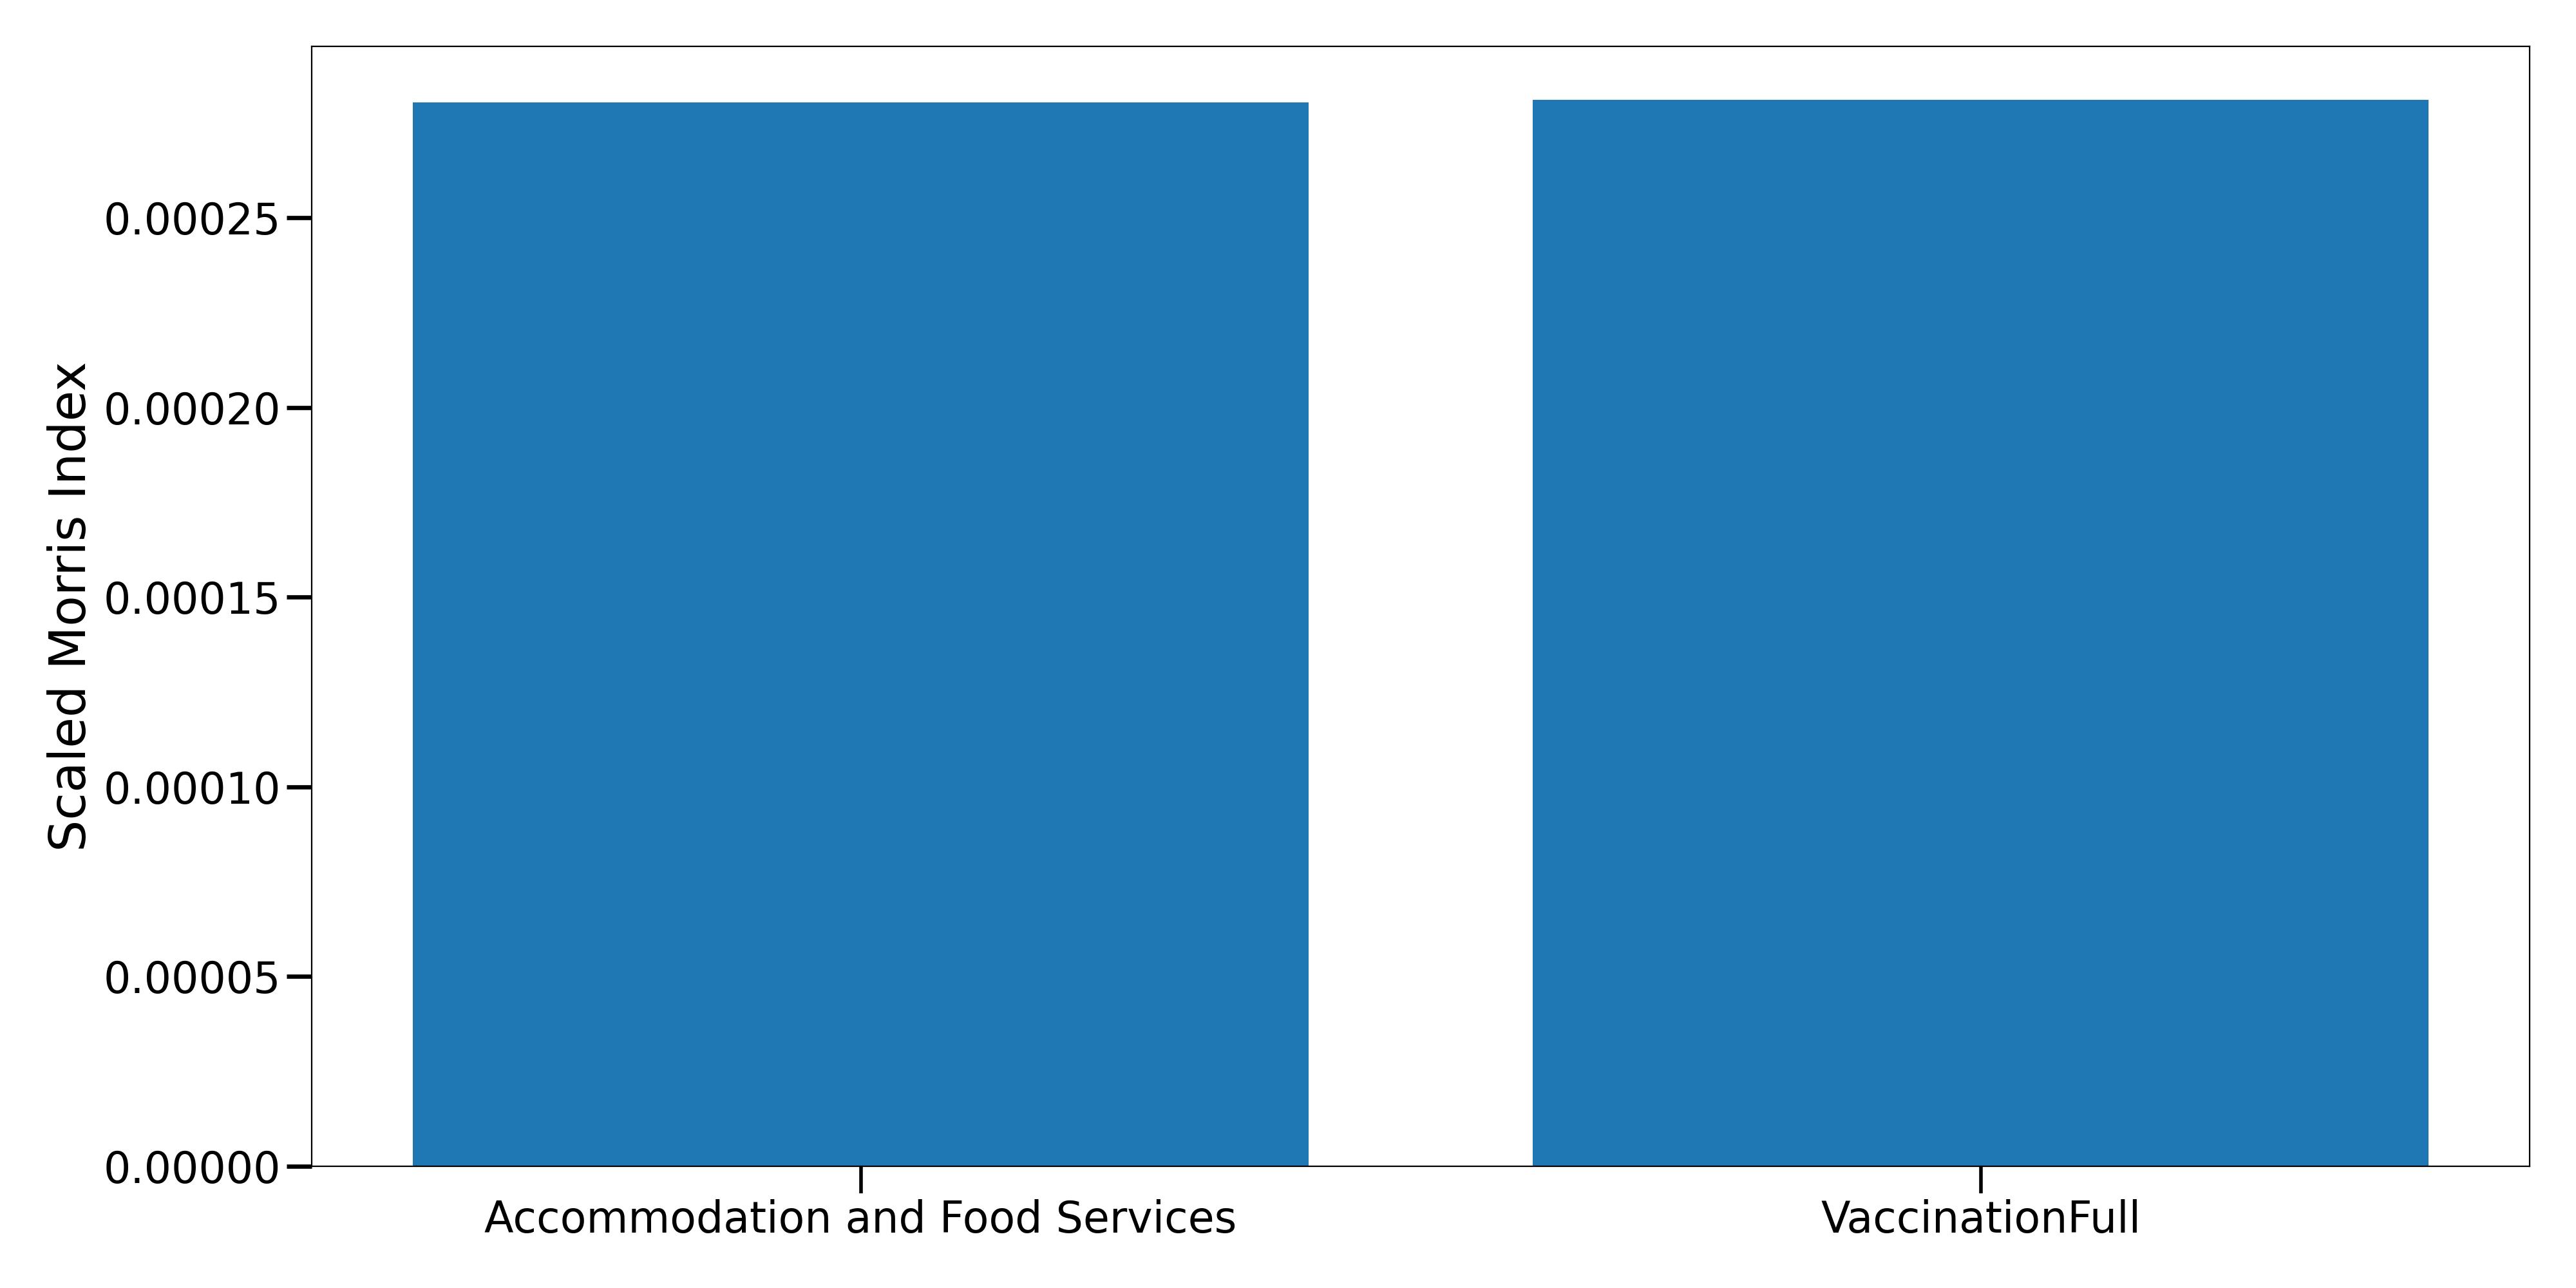 Scaled Morris Index
0.00025
0.00020
0.00015
0.00010
0.00005
0.00000
Accommodation and Food Services
VaccinationFull